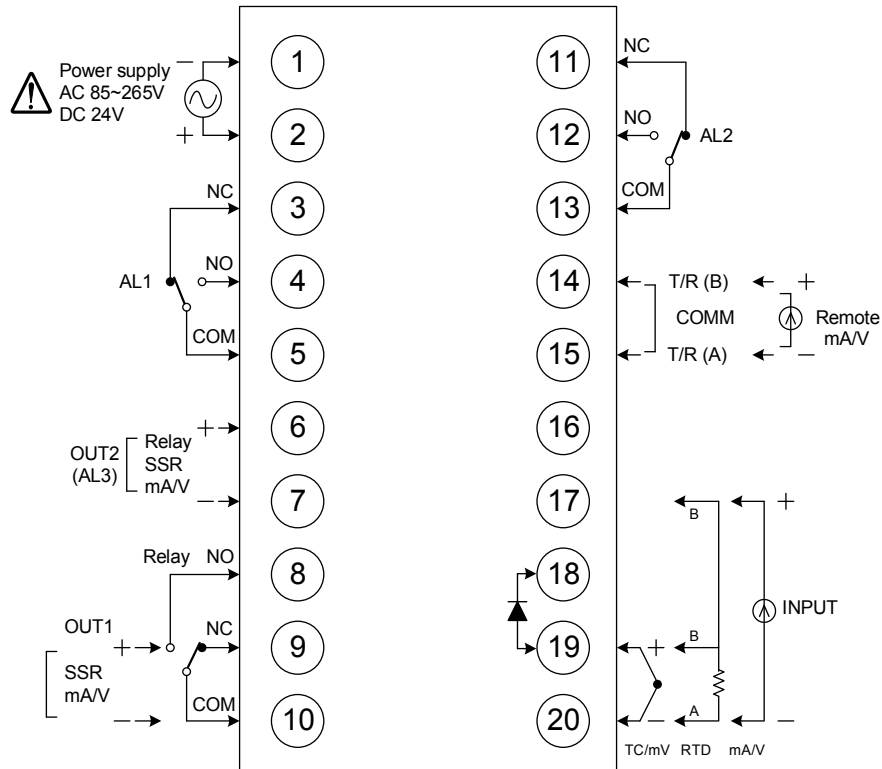 Power supply
AC 85~265V
DC 24V
−
+
1
2
NC
3
AL1
NO
4
COM
5
OUT2
(AL3)
Relay
SSR
mA/V
+
−
6
7
Relay
NO
8
OUT1
+
NC
9
SSR
mA/V
−
COM
10
NC
11
NO
12
AL2
COM
13
14
T/R (B)
+
COMM
Remote
mA/V
15
T/R (A)
−
16
17
B
+
18
INPUT
19
+
B
20
−
A
−
TC/mV
RTD
mA/V